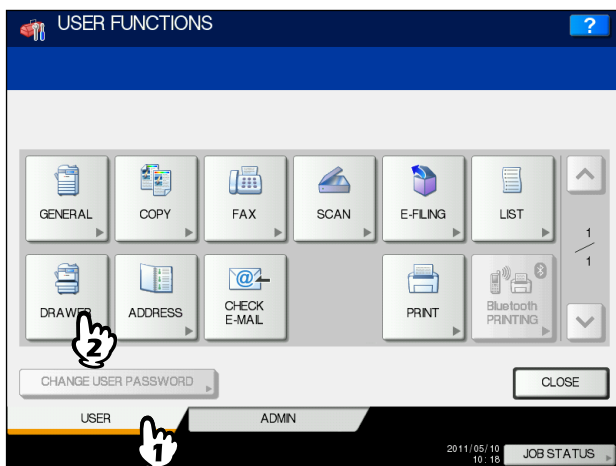 USER FUNCTIONS
?
GENERAL
COPY
FAX
SCAN
E-FILING
LIST
1
1
DRAWER
ADDRESS
@
CHECK
E-MAIL
PRINT
Bluetooth
PRINTING
2
CHANGE USER PASSWORD
CLOSE
USER
ADMIN
1
2011/05/10
10:18
JOB STATUS